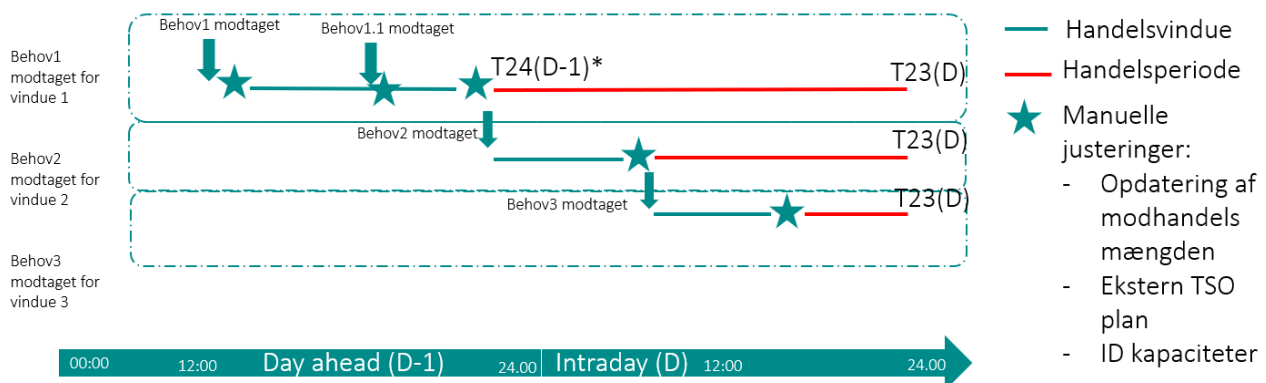 Behov1 modtaget
Behov1.1 modtaget
Behov1
modtaget for
vindue 1
T24(D-1)*
T23(D)
Behov2 modtaget
Behov2
modtaget for
vindue 2
T23(D)
Behov3 modtaget
T23(D)
Behov3
modtaget for
vindue 3
00:00
12:00
Day ahead (D-1)
24.00
Intraday (D)
12:00
24.00
Handelsvindue
Handelsperiode
Manuelle
justeringer:
- Opdatering af
modhandels
mængden
- Ekstern TSO
plan
- ID kapaciteter